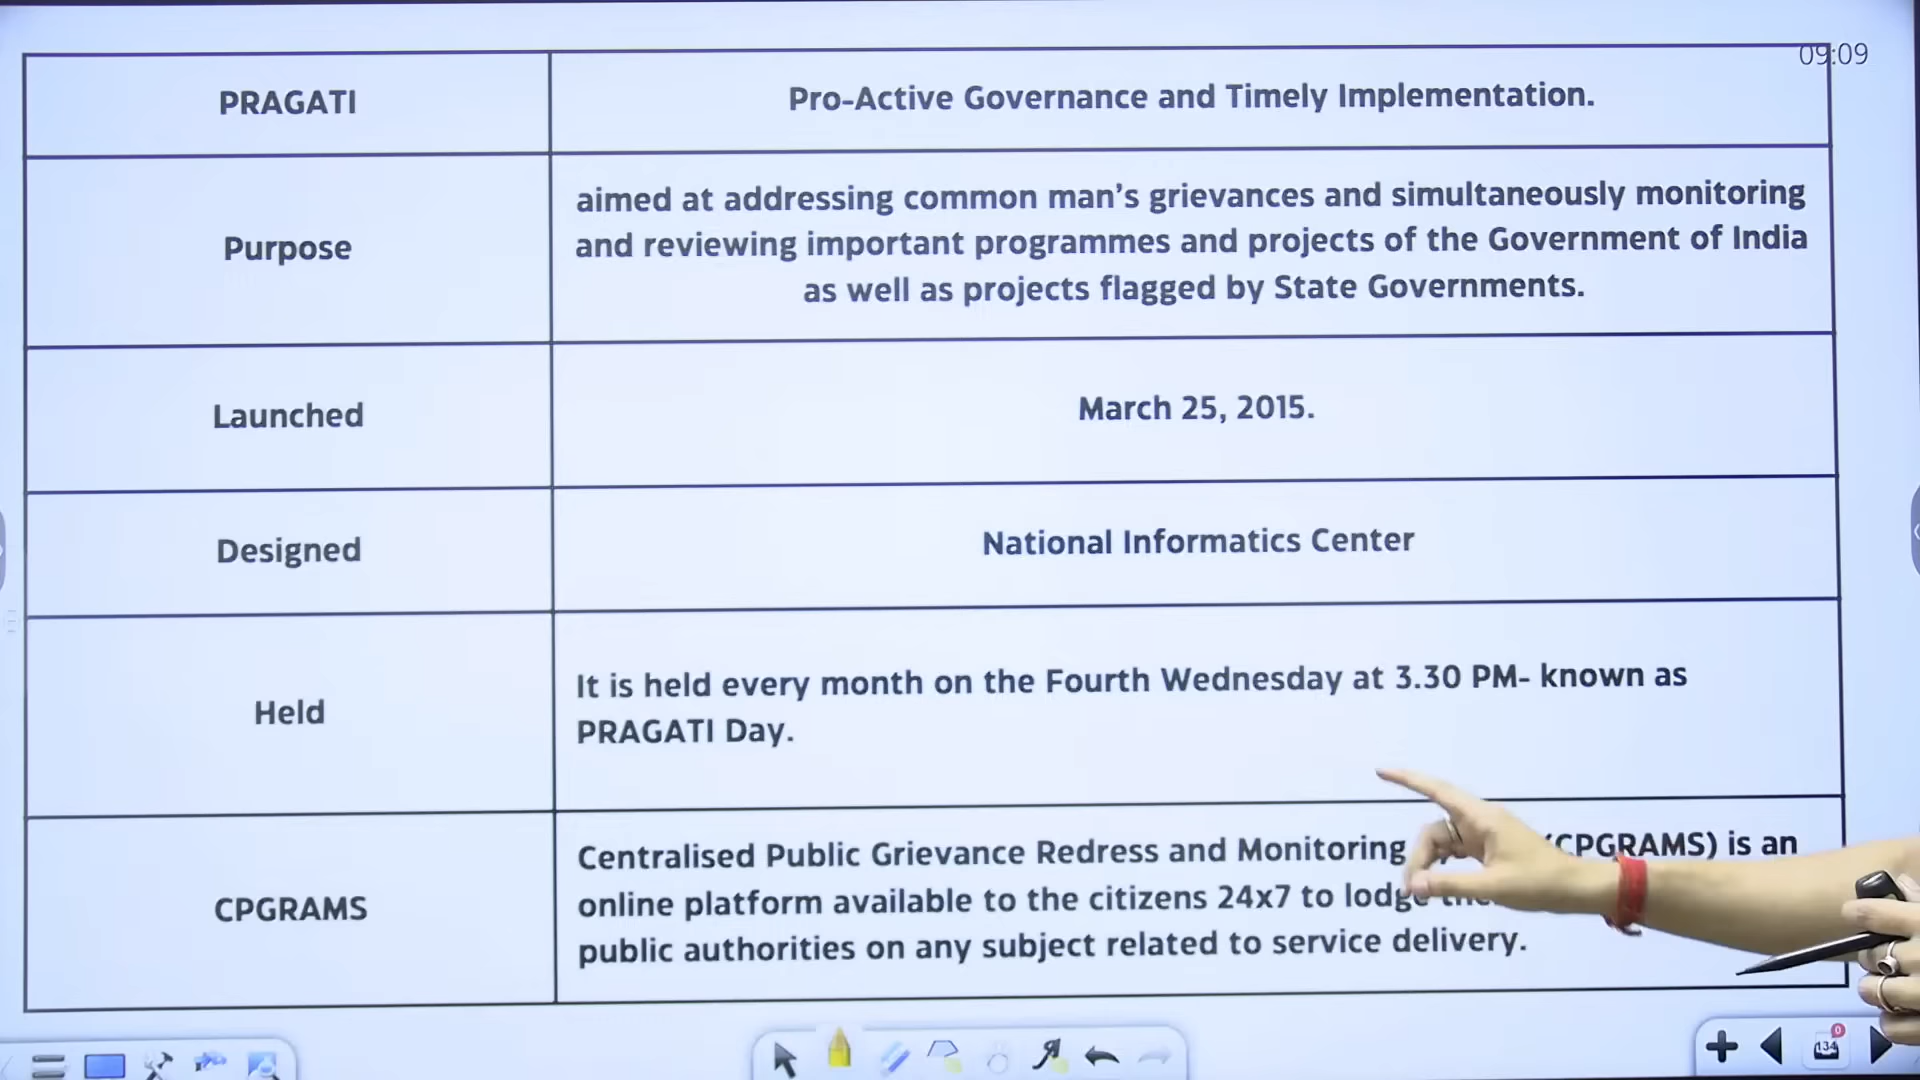 09:09
PRAGATI
Pro-Active Governance and Timely Implementation.
Purpose
aimed at addressing common man's grievances and simultaneously monitoring
and reviewing important programmes and projects of the Government of India
as well as projects flagged by State Governments.
Launched
March 25, 2015.
Designed
National Informatics Center
Held
It is held every month on the Fourth Wednesday at 3.30 PM- known as
PRAGATI Day.
CPGRAMS
Centralised Public Grievance Redress and Monitoring (CPGRAMS) is an
online platform available to the citizens 24x7 to lodge
public authorities on any subject related to service delivery.
0
134